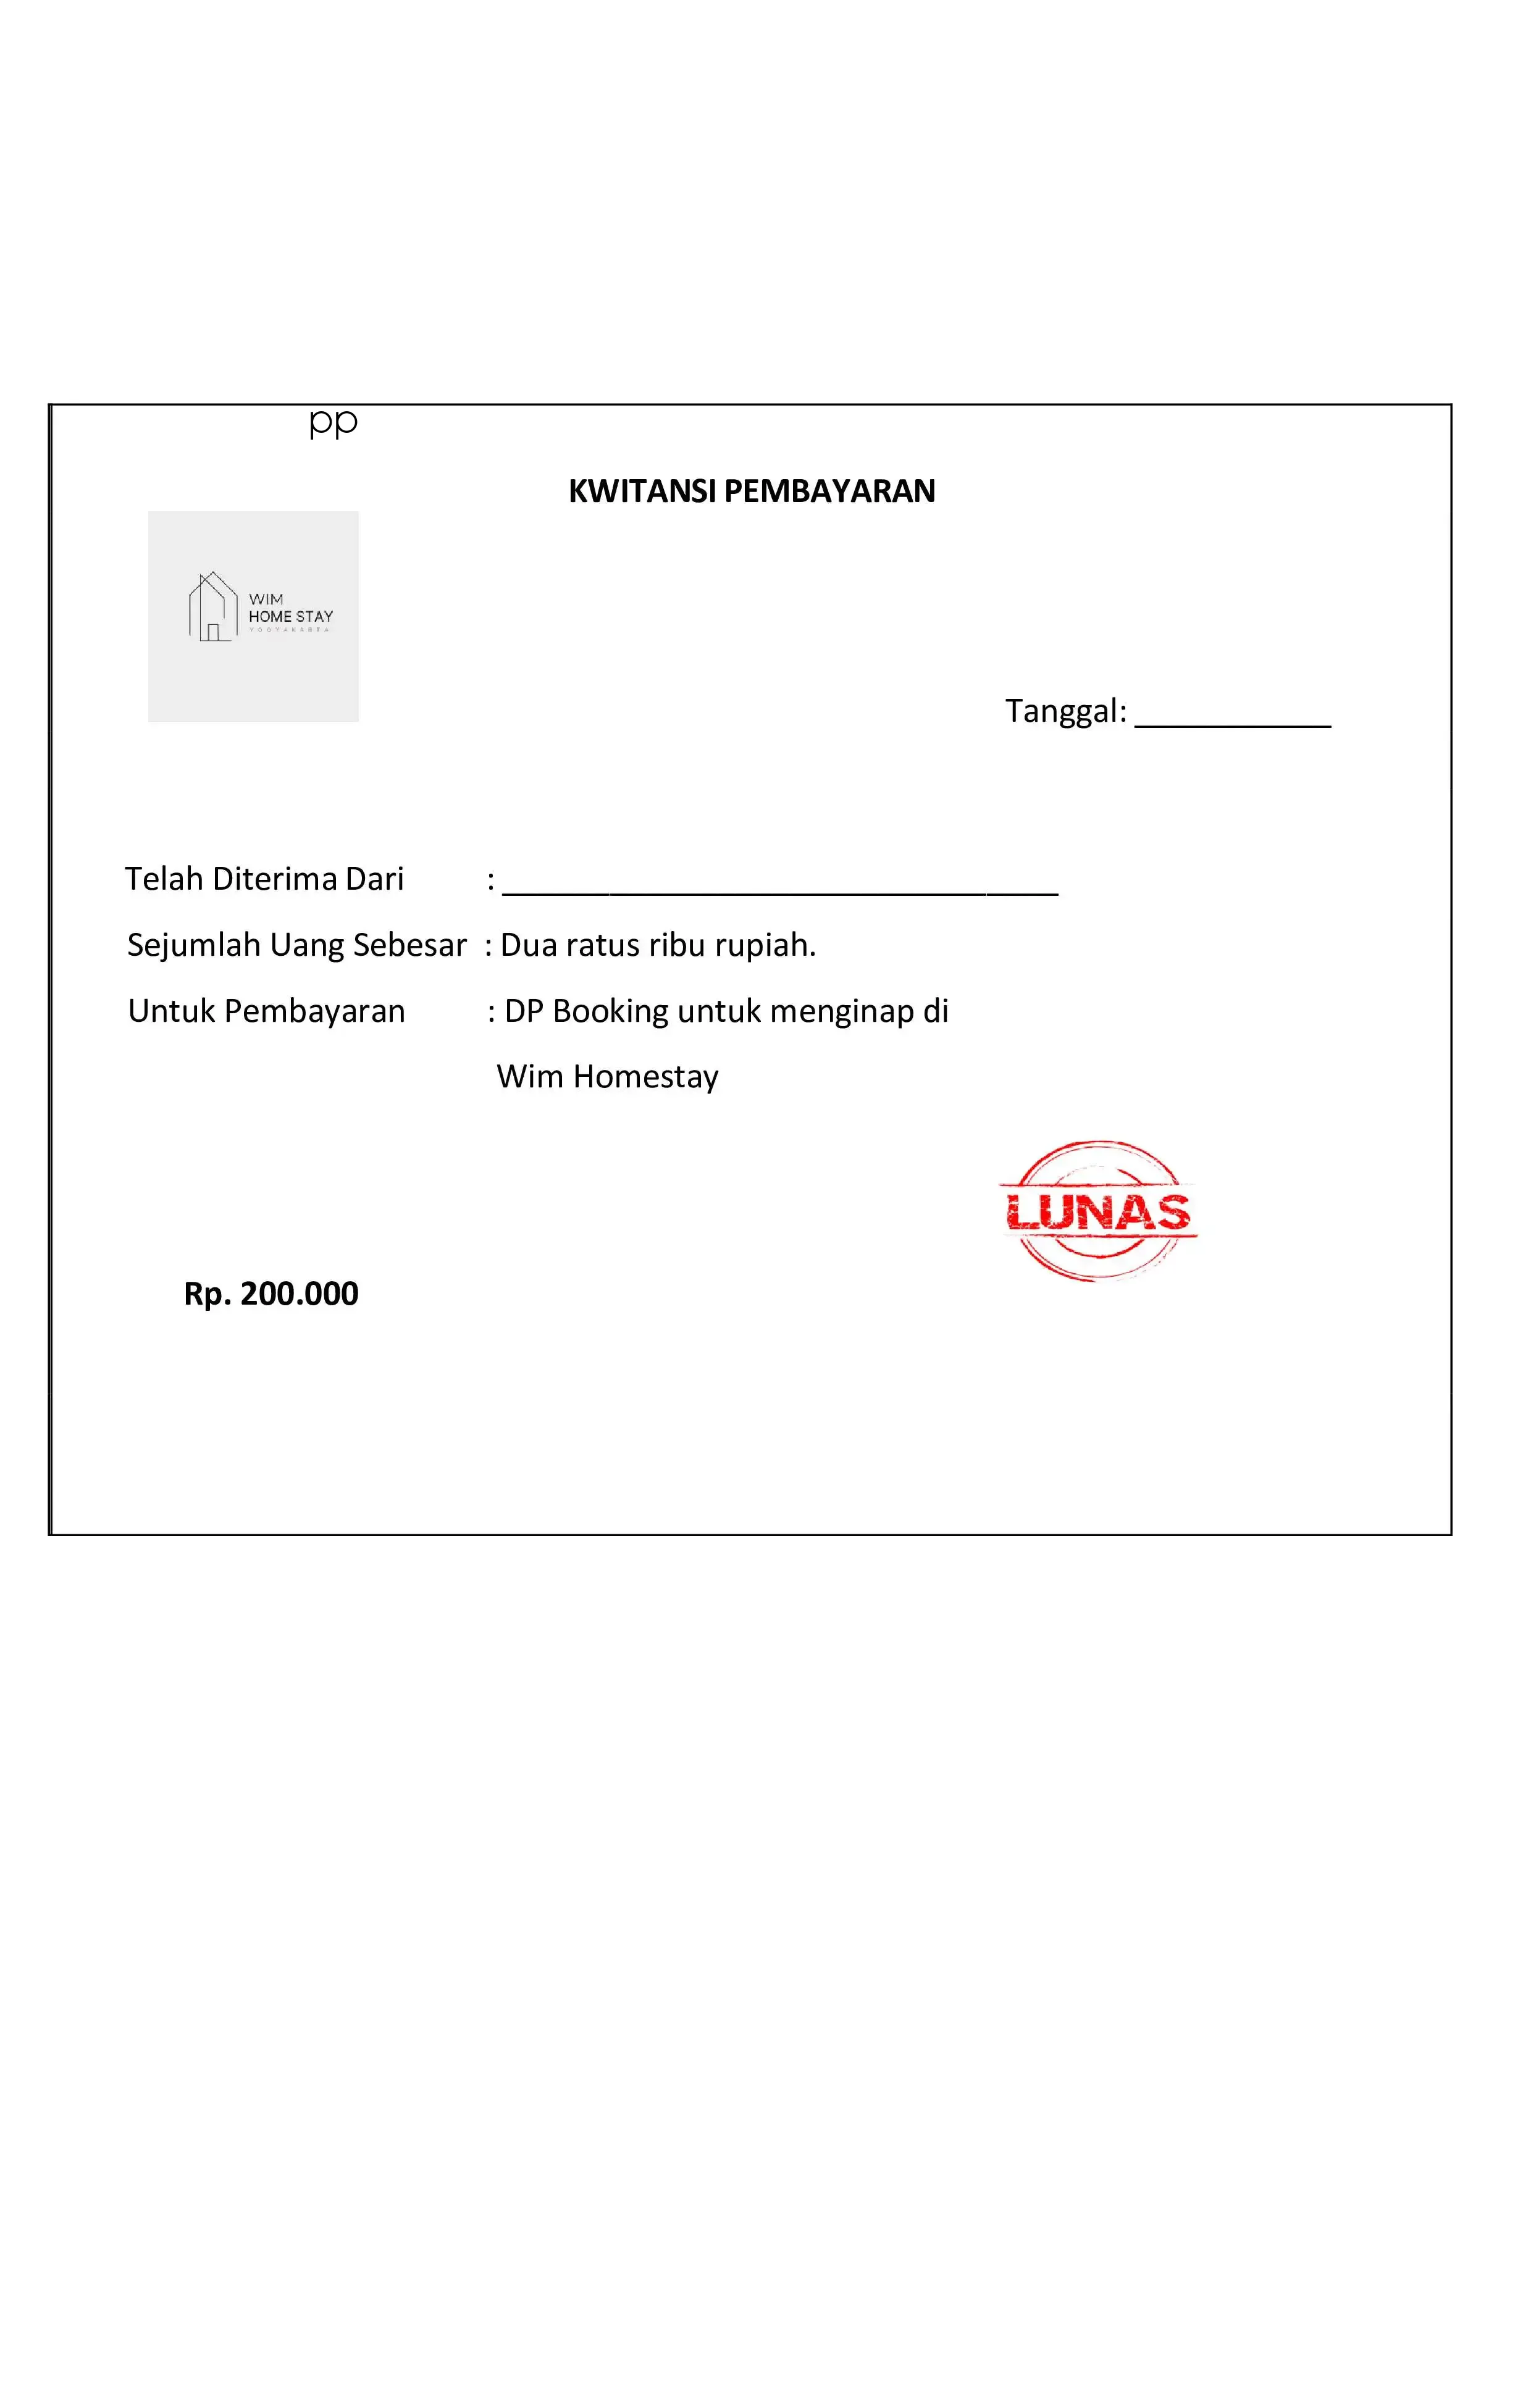 pp
KWITANSI PEMBAYARAN
WIM
HOME STAY
YOGYAKARTA
Tanggal: ___________
Telah Diterima Dari : _______________________________
Sejumlah Uang Sebesar : Dua ratus ribu rupiah.
Untuk Pembayaran : DP Booking untuk menginap di
Wim Homestay
LUNAS
Rp. 200.000